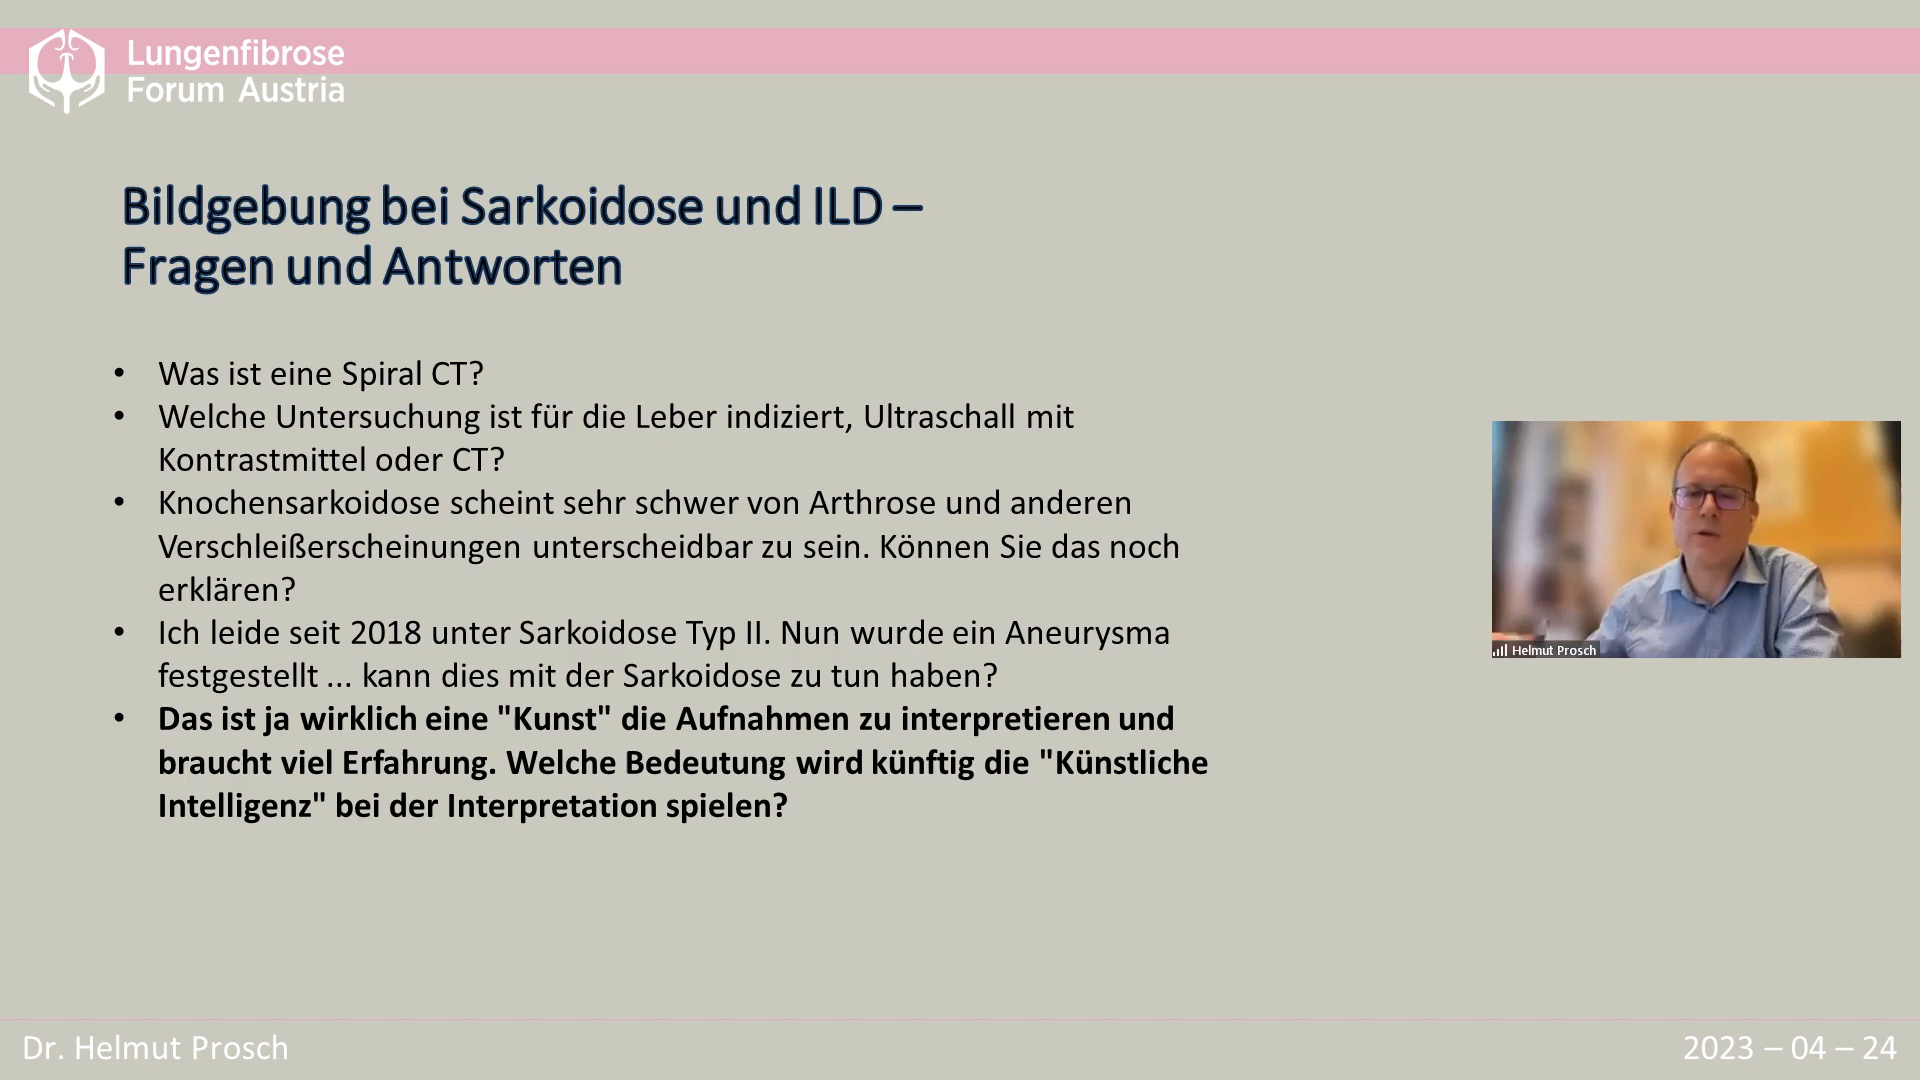 Lungenfibrose
Forum Austria
Bildgebung bei Sarkoidose und ILD –
Fragen und Antworten
• Was ist eine Spiral CT?
• Welche Untersuchung ist für die Leber indiziert, Ultraschall mit
Kontrastmittel oder CT?
• Knochensarkoidose scheint sehr schwer von Arthrose und anderen
Verschleißerscheinungen unterscheidbar zu sein. Können Sie das noch
erklären?
• Ich leide seit 2018 unter Sarkoidose Typ II. Nun wurde ein Aneurysma
festgestellt ... kann dies mit der Sarkoidose zu tun haben?
• Das ist ja wirklich eine "Kunst" die Aufnahmen zu interpretieren und
braucht viel Erfahrung. Welche Bedeutung wird künftig die "Künstliche
Intelligenz" bei der Interpretation spielen?
Helmut Prosch
Dr. Helmut Prosch
2023 – 04 – 24